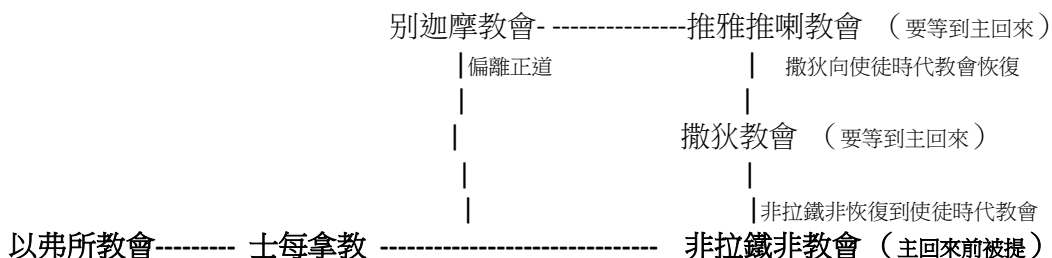 别迦摩教會- ---------------推雅推喇教會 （要等到主回來）
|偏離正道 | 撒狄向使徒時代教會恢復
| |
| 撒狄教會 （要等到主回來）
| |
| |非拉鐵非恢復到使徒時代教會
以弗所教會--------- 士每拿教 ---------------------------- 非拉鐵非教會（主回來前被提）